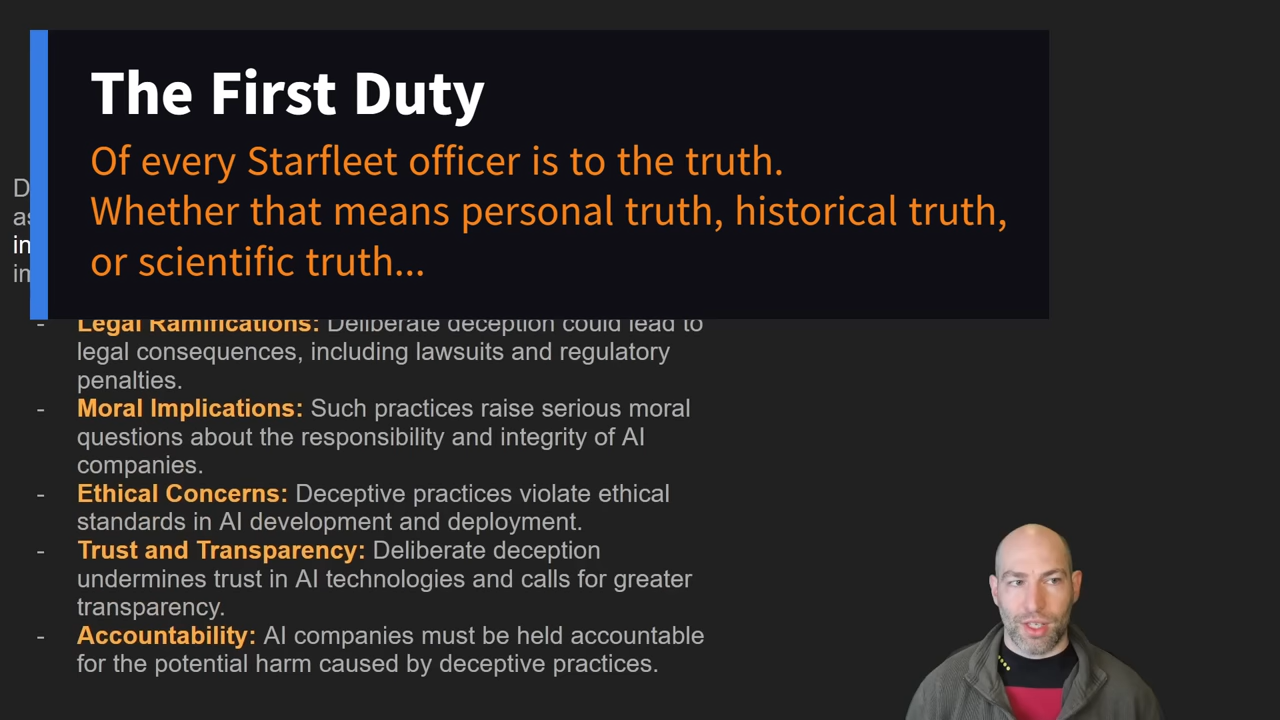 The First Duty
Of every Starfleet officer is to the truth.
Whether that means personal truth, historical truth,
or scientific truth...
D
as
in
im
- Legal Ramifications: Deliberate deception could lead to
legal consequences, including lawsuits and regulatory
penalties.
- Moral Implications: Such practices raise serious moral
questions about the responsibility and integrity of AI
companies.
- Ethical Concerns: Deceptive practices violate ethical
standards in AI development and deployment.
- Trust and Transparency: Deliberate deception
undermines trust in AI technologies and calls for greater
transparency.
- Accountability: AI companies must be held accountable
for the potential harm caused by deceptive practices.